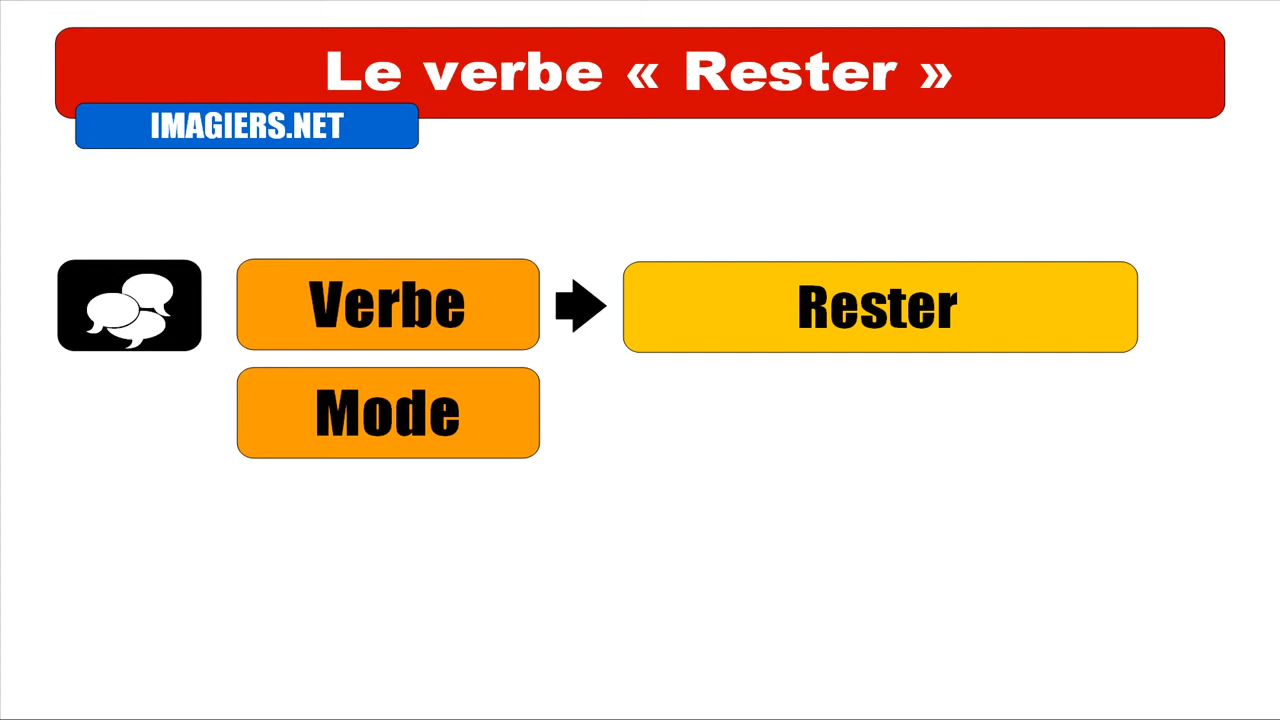 Le verbe « Rester »
IMAGIERS.NET
Verbe
Rester
Mode